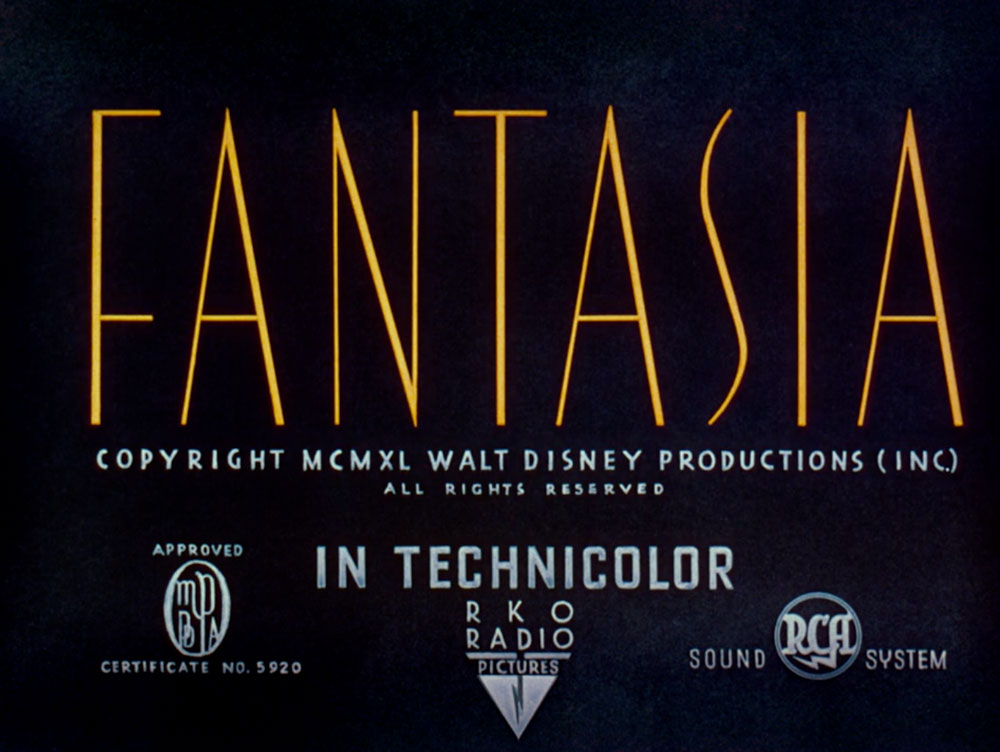 FANTASIA
COPYRIGHT MCMXL WALT DISNEY PRODUCTIONS (INC.)
ALL RIGHTS RESERVED
APPROVED
MPPDA
CERTIFICATE NO. 5920
IN TECHNICOLOR
RKO
RADIO
PICTURES
SOUND RCA SYSTEM